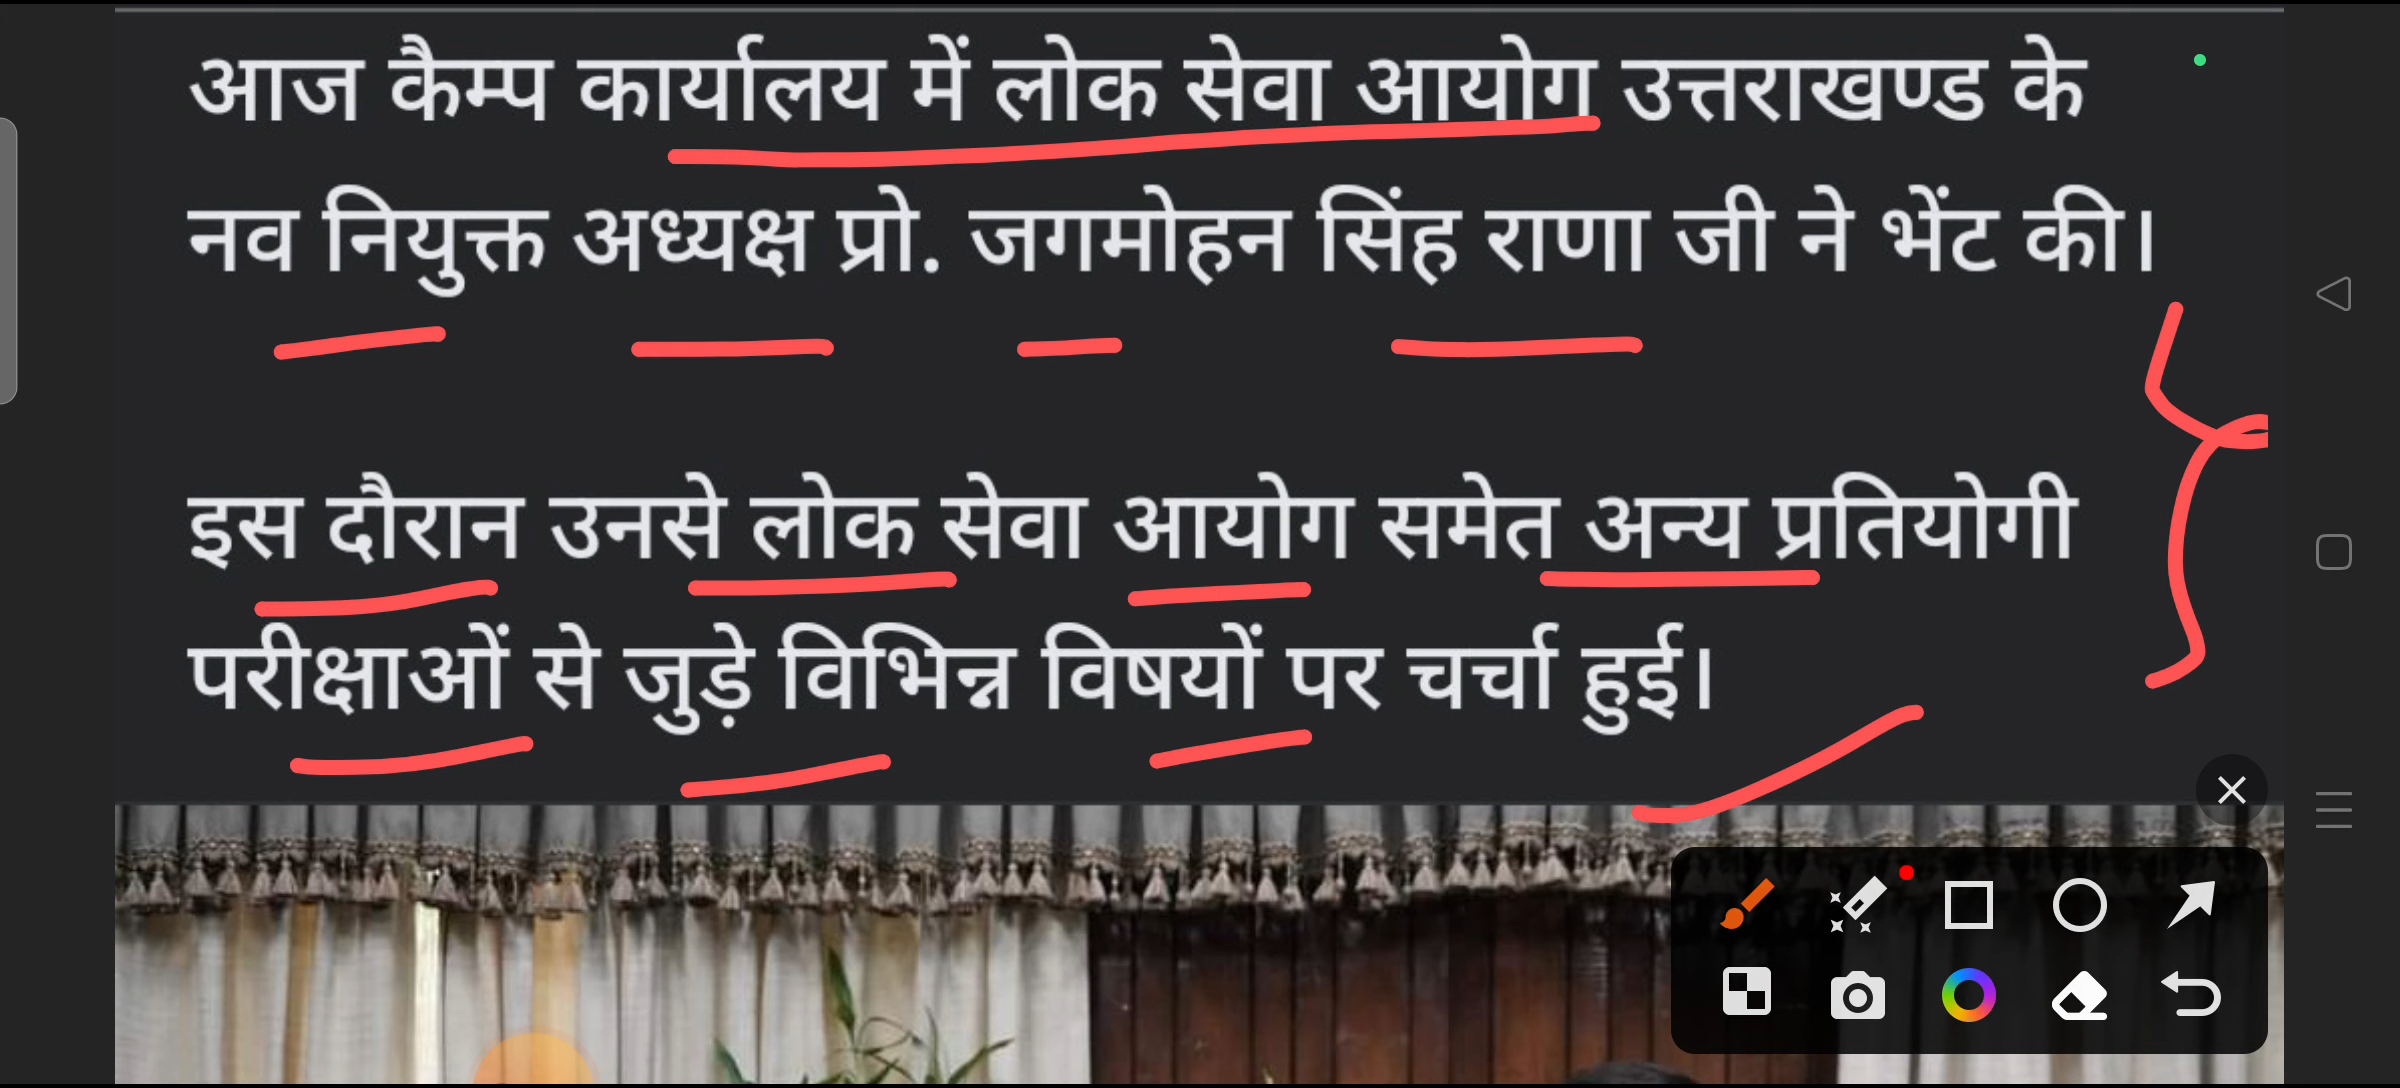 आज कैम्प कार्यालय में लोक सेवा आयोग उत्तराखण्ड के
नव नियुक्त अध्यक्ष प्रो. जगमोहन सिंह राणा जी ने भेंट की।
इस दौरान उनसे लोक सेवा आयोग समेत अन्य प्रतियोगी
परीक्षाओं से जुड़े विभिन्न विषयों पर चर्चा हुई।